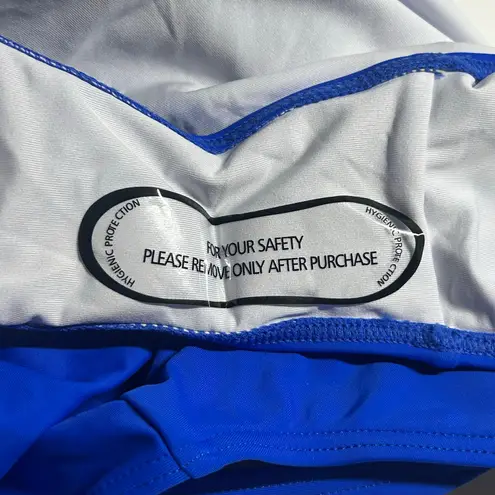 HYGIENIC PROTECTION
FOR YOUR SAFETY
PLEASE REMOVE ONLY AFTER PURCHASE
HYGIENIC PROTECTION